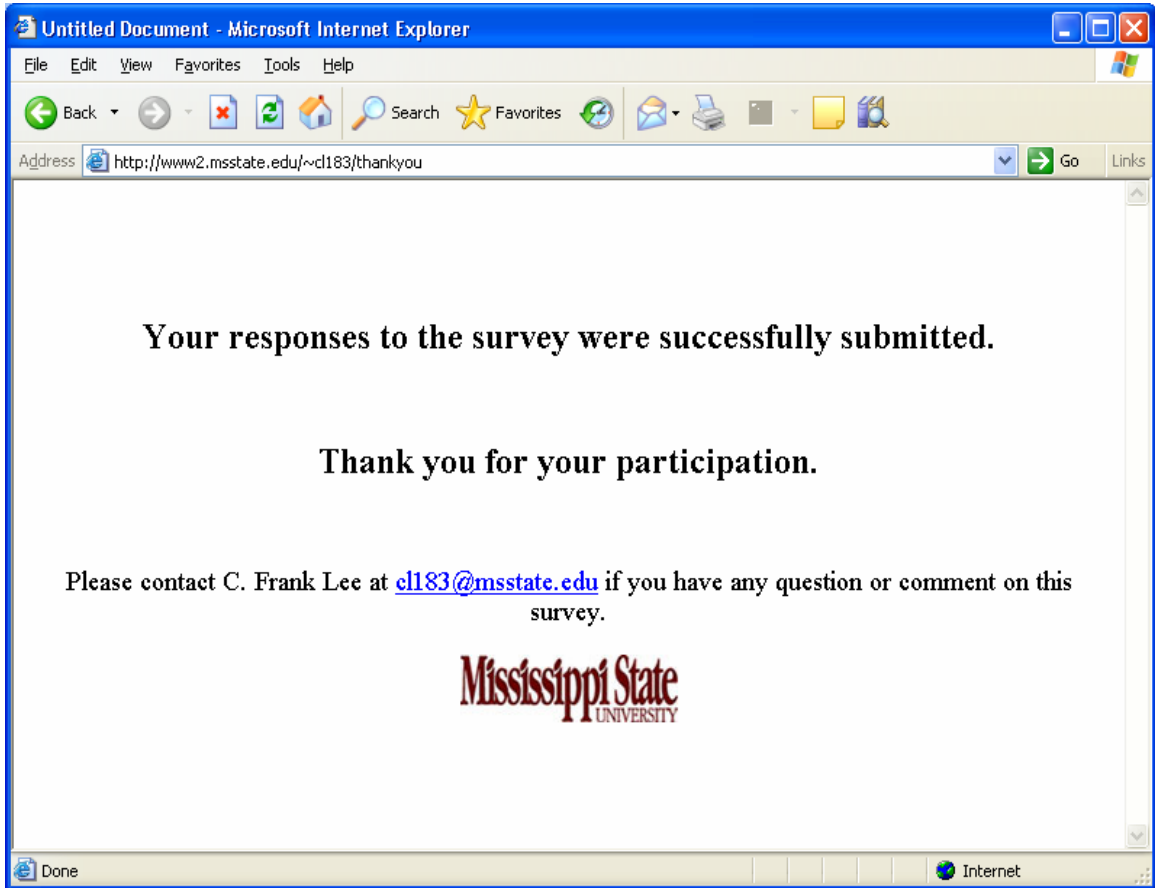 Untitled Document - Microsoft Internet Explorer
File Edit View Favorites Tools Help
Back Search Favorites
Address http://www2.msstate.edu/~cl183/thankyou Go Links
Your responses to the survey were successfully submitted.
Thank you for your participation.
Please contact C. Frank Lee at cl183@msstate.edu if you have any question or comment on this
survey.
Mississippi State
UNIVERSITY
Done Internet